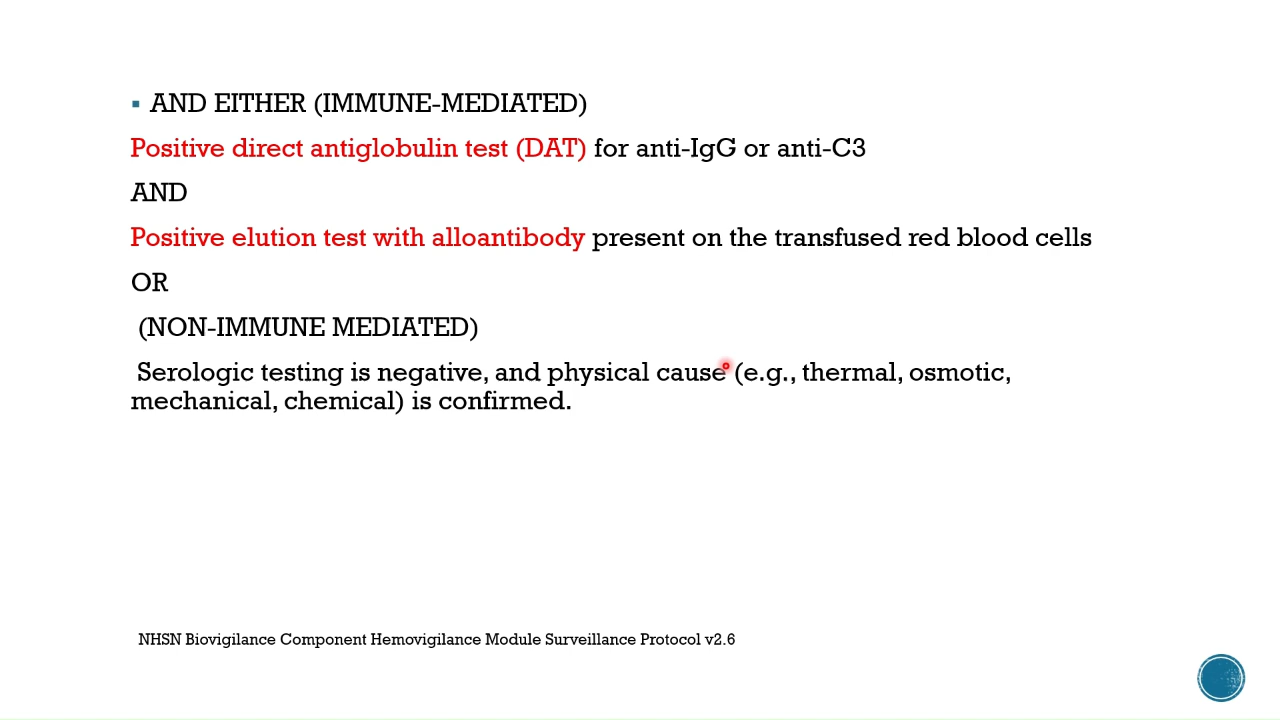 AND EITHER (IMMUNE-MEDIATED)
Positive direct antiglobulin test (DAT) for anti-IgG or anti-C3
AND
Positive elution test with alloantibody present on the transfused red blood cells
OR
(NON-IMMUNE MEDIATED)
Serologic testing is negative, and physical cause (e.g., thermal, osmotic,
mechanical, chemical) is confirmed.
NHSN Biovigilance Component Hemovigilance Module Surveillance Protocol v2.6